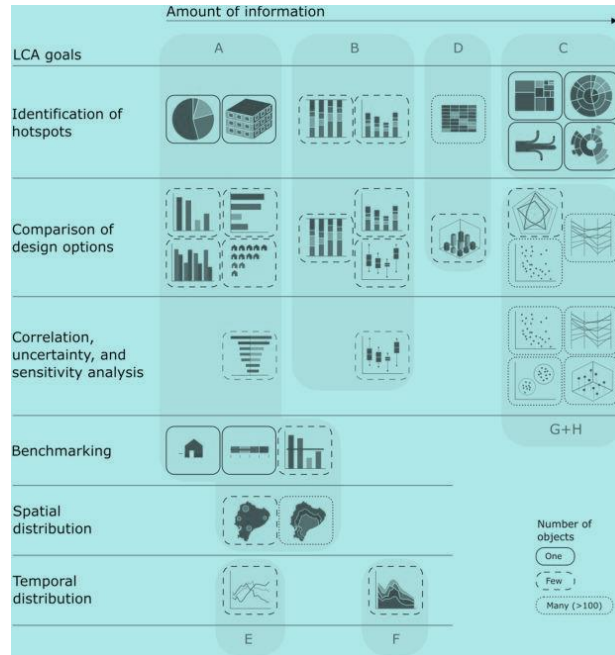 Amount of information
LCA goals
A
B
D
C
Identification of
hotspots
Comparison of
design options
Correlation,
uncertainty, and
sensitivity analysis
Benchmarking
G+H
Spatial
distribution
Number of
objects
One
Few
Many (>100)
Temporal
distribution
E
F